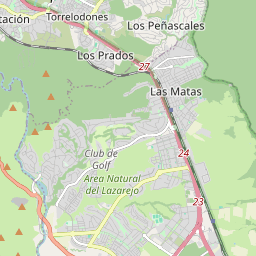 tación
Torrelodones
Los Peñascales
Los Prados
27
Las Matas
Club de
Golf
24
Area Natural
del Lazarejo
23